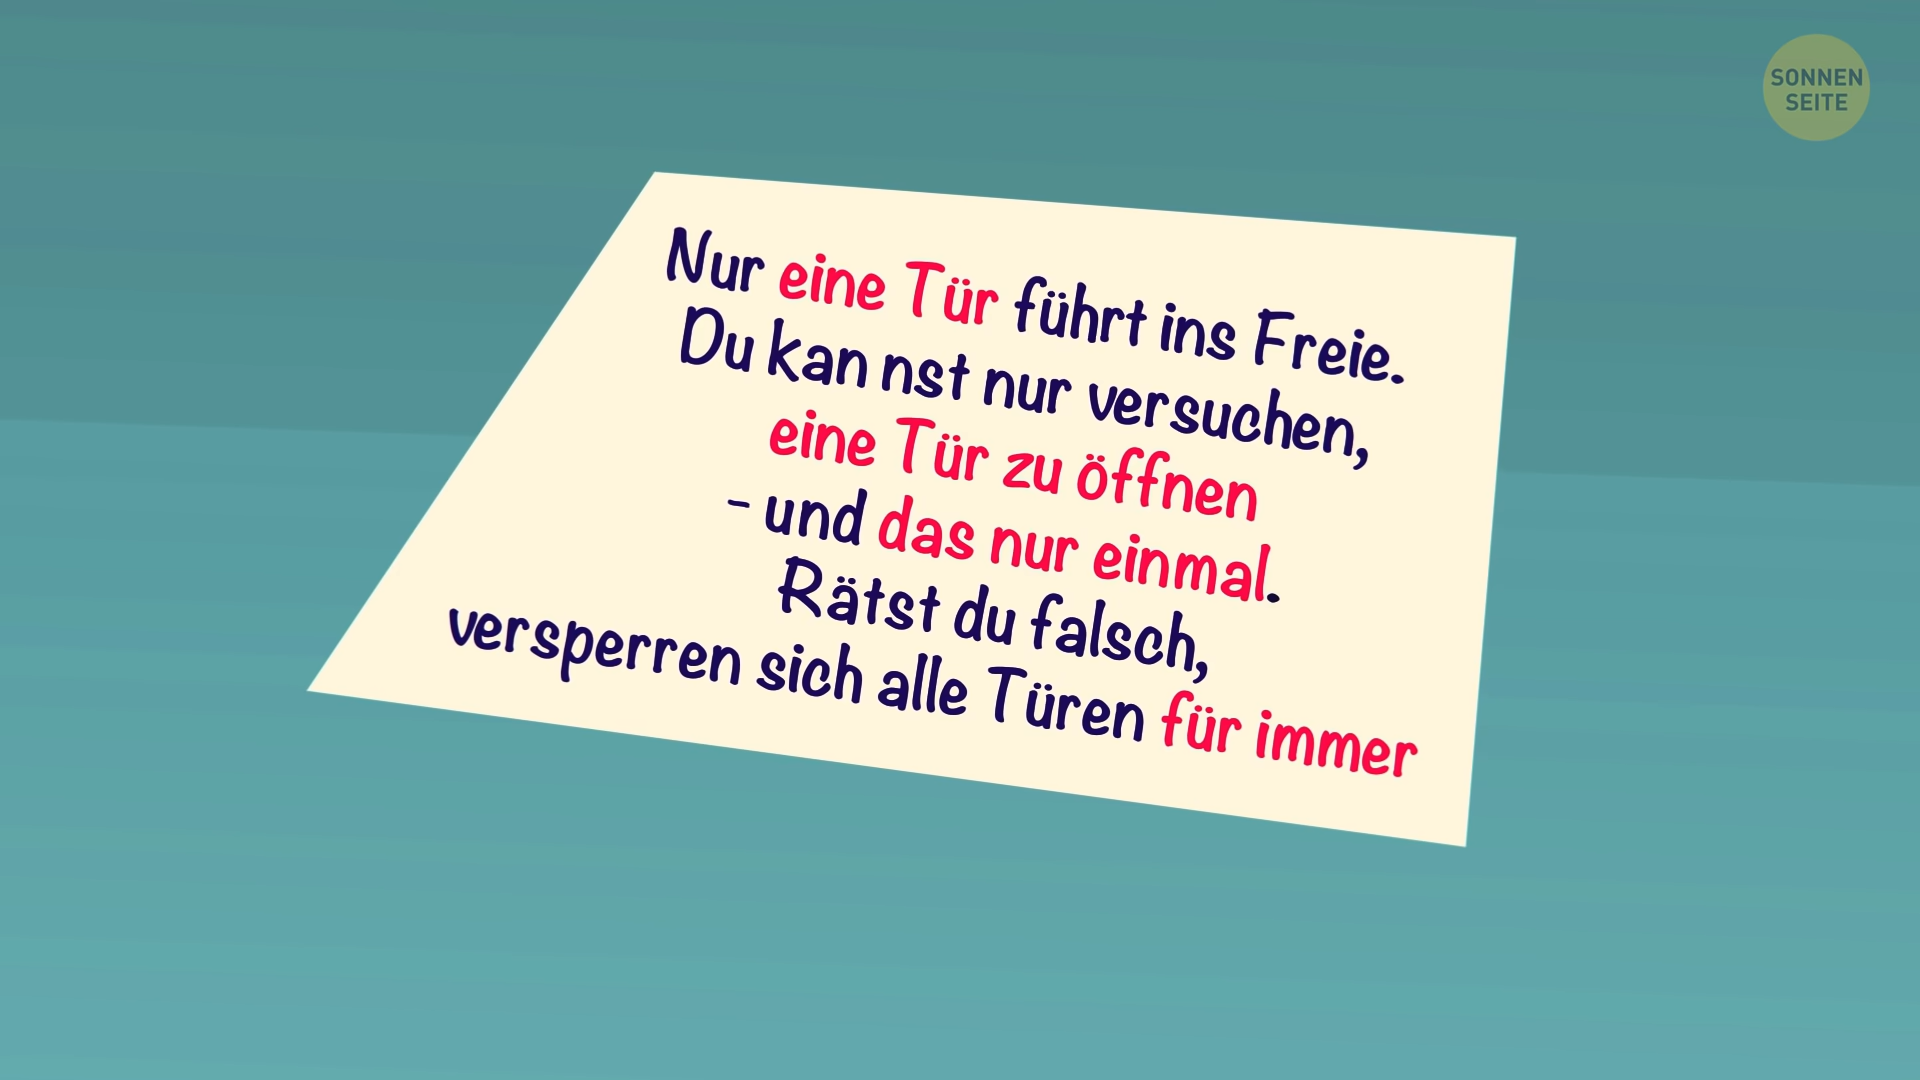 SONNEN
SEITE
Nur eine Tür führt ins Freie.
Du kan nst nur versuchen,
eine Tür zu öffnen
- und das nur einmal.
Rätst du falsch,
versperren sich alle Türen für immer